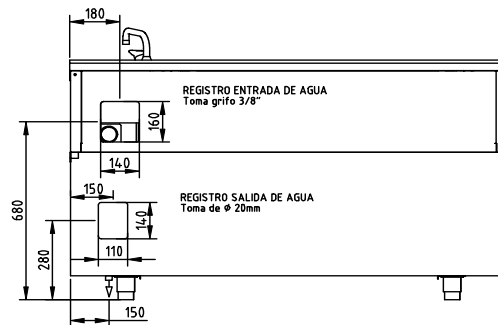 180
REGISTRO ENTRADA DE AGUA
Toma grifo 3/8"
160
140
150
REGISTRO SALIDA DE AGUA
Toma de Ø 20mm
140
110
680
280
150